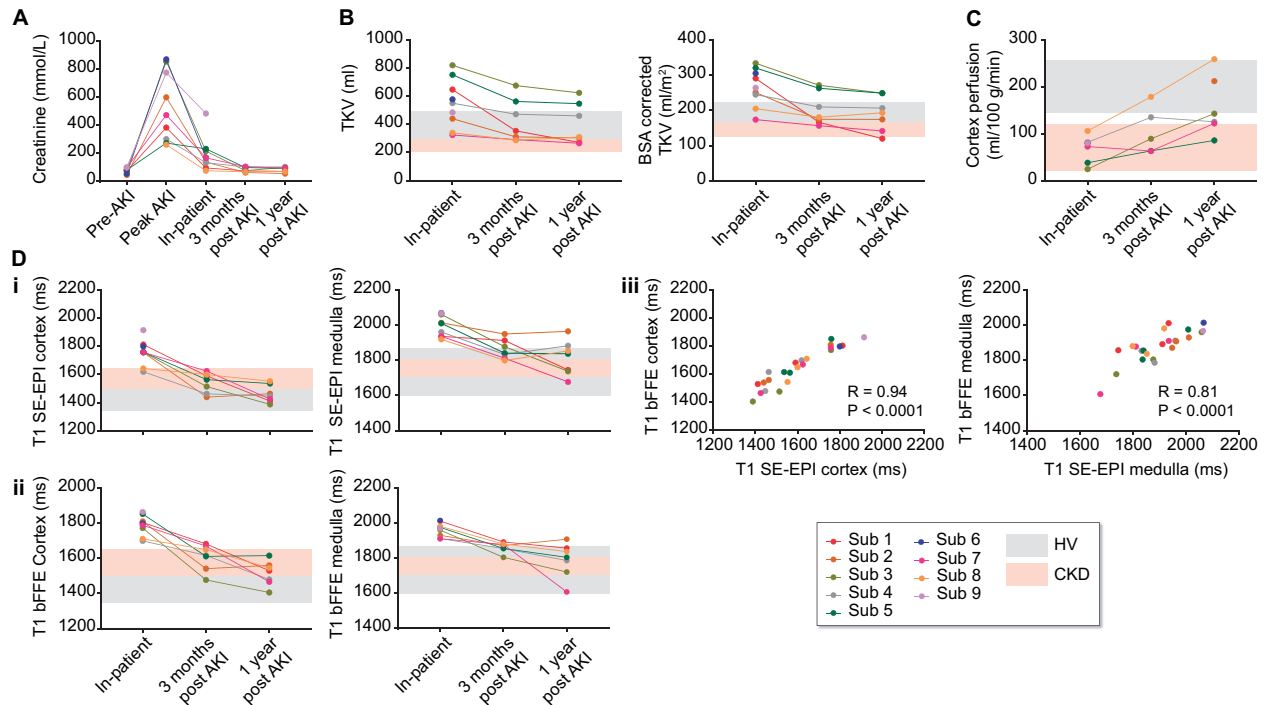 A
Creatinine (mmol/L)
1000
800
600
400
200
0
Pre-AKI
Peak AKI
In-patient
3 months
post AKI
1 year
post AKI
B
TKV (ml)
1000
800
600
400
200
0
In-patient
3 months
post AKI
1 year
post AKI
BSA corrected
TKV (ml/m²)
400
300
200
100
0
In-patient
3 months
post AKI
1 year
post AKI
C
Cortex perfusion
(ml/100 g/min)
300
200
100
0
In-patient
3 months
post AKI
1 year
post AKI
D
i
T1 SE-EPI cortex (ms)
2200
2000
1800
1600
1400
1200
T1 SE-EPI medulla (ms)
2200
2000
1800
1600
1400
ii
T1 bFFE Cortex (ms)
2000
1800
1600
1400
1200
In-patient
3 months
post AKI
1 year
post AKI
T1 bFFE medulla (ms)
2200
2000
1800
1600
1400
In-patient
3 months
post AKI
1 year
post AKI
iii
T1 bFFE cortex (ms)
2200
2000
1800
1600
1400
1200
R = 0.94
P < 0.0001
1200 1400 1600 1800 2000 2200
T1 SE-EPI cortex (ms)
T1 bFFE medulla (ms)
2200
2000
1800
1600
1400
R = 0.81
P < 0.0001
1400 1600 1800 2000 2200
T1 SE-EPI medulla (ms)
Sub 1
Sub 2
Sub 3
Sub 4
Sub 5
Sub 6
Sub 7
Sub 8
Sub 9
HV
CKD